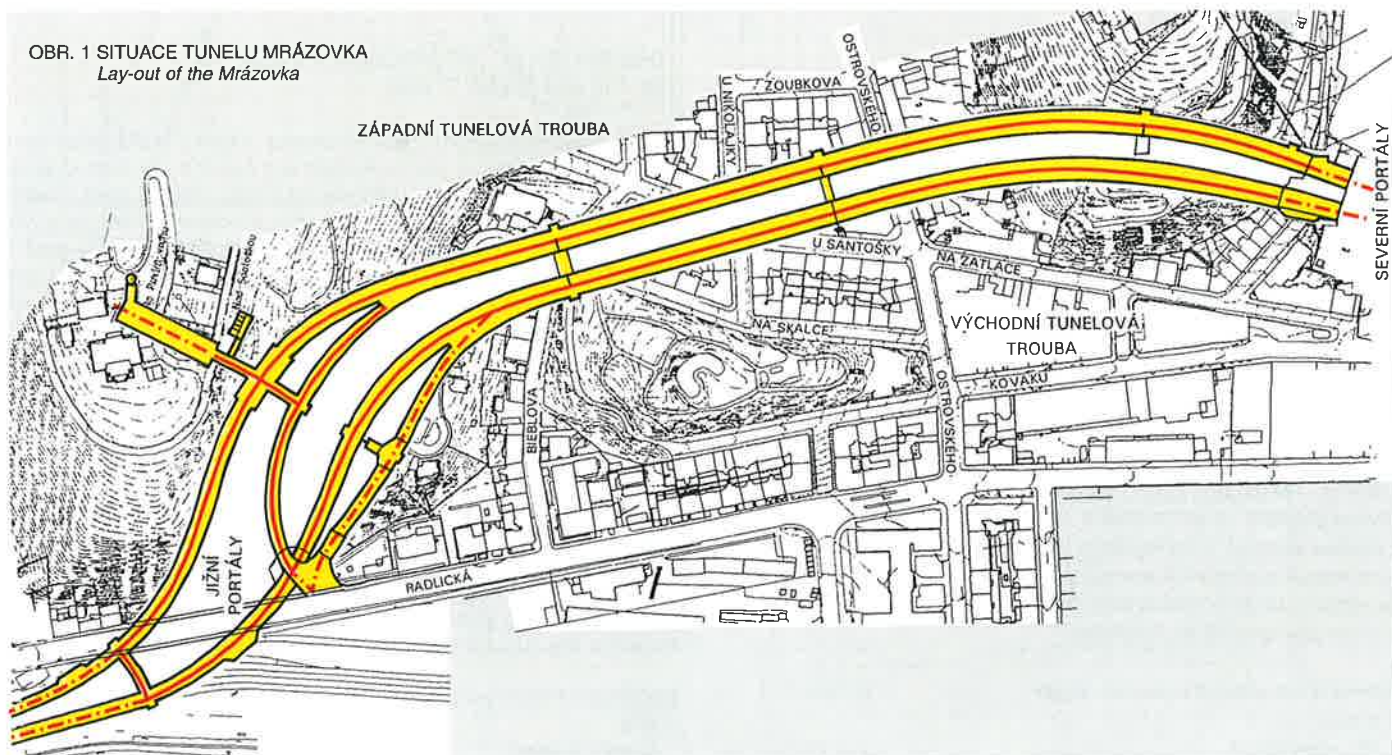 OBR. 1 SITUACE TUNELU MRÁZOVKA
Lay-out of the Mrázovka
ZÁPADNÍ TUNELOVÁ TROUBA
U NIKOLAJKY
ZOUBKOVA
OSTROVSKÉHO
SEVERNÍ PORTÁLY
U SANTOŠKY
NA ZATLACE
NA SKALCE
VÝCHODNÍ TUNELOVÁ
TROUBA
KOVÁKŮ
OSTROVSKÉHO
BIEBLOVA
JIŽNÍ
PORTÁLY
RADLICKÁ